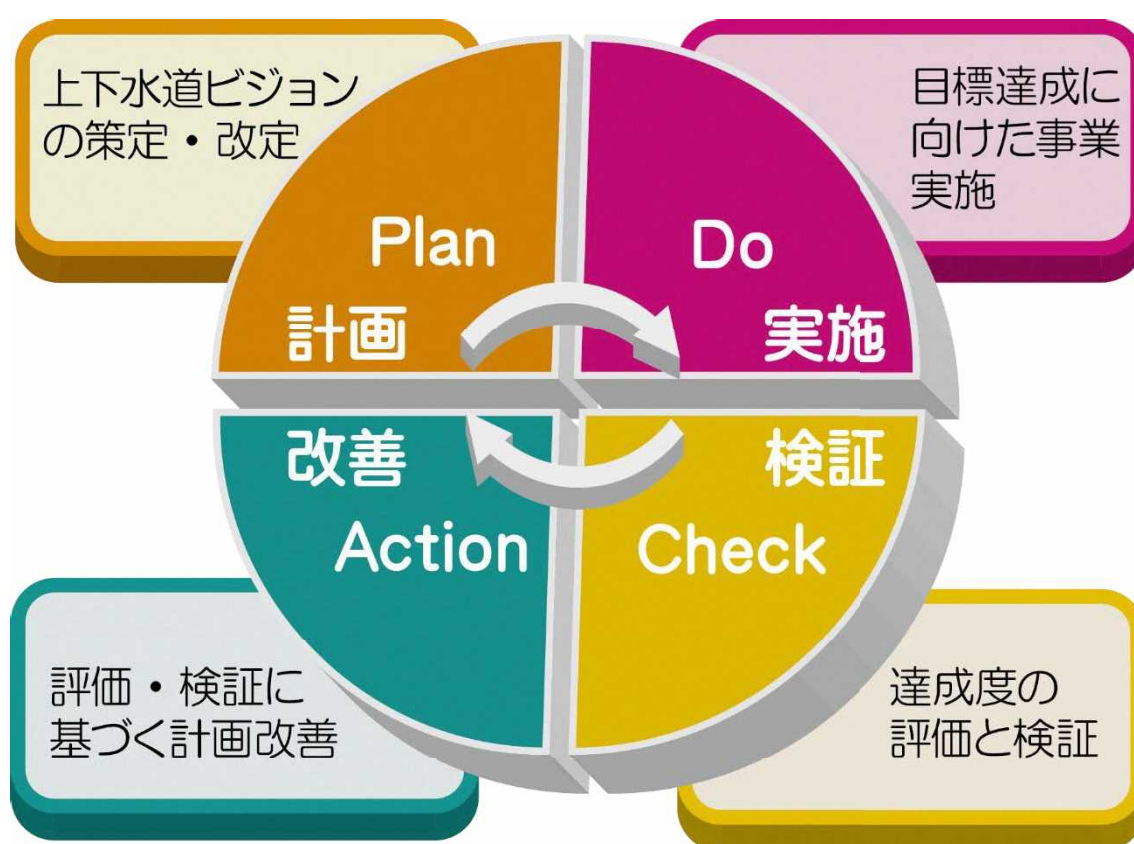 上下水道ビジョン
の策定・改定
目標達成に
向けた事業
実施
Plan
計画
Do
実施
改善
Action
検証
Check
評価・検証に
基づく計画改善
達成度の
評価と検証